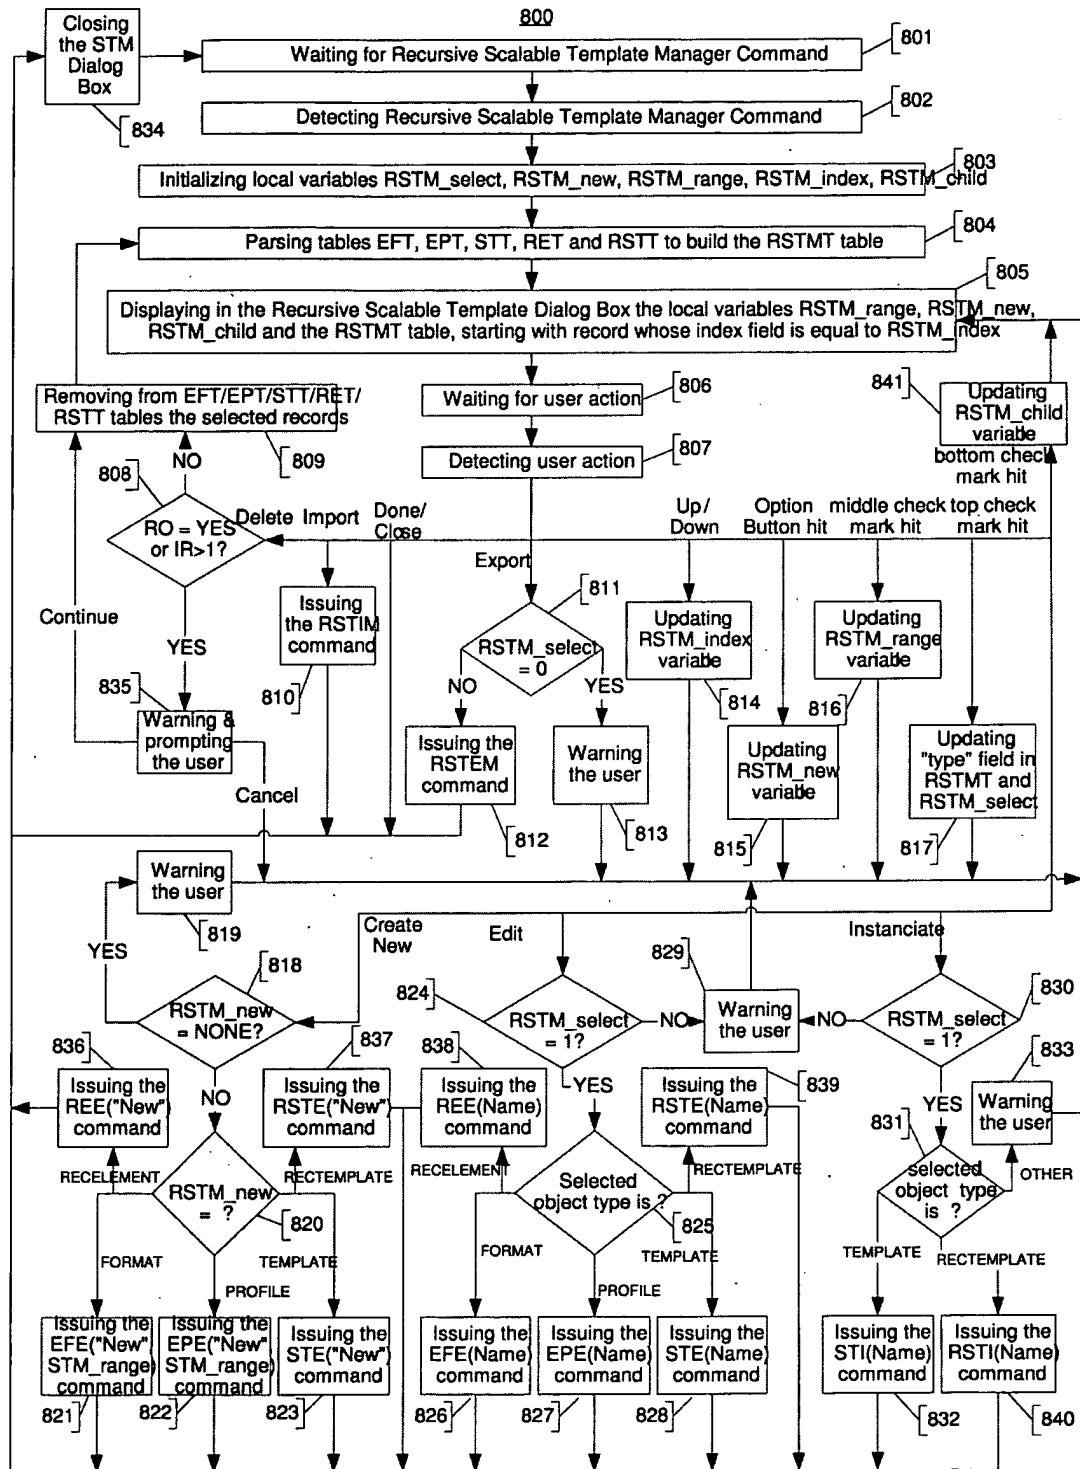 800
Closing
the STM
Dialog
Box
834
Waiting for Recursive Scalable Template Manager Command
801
Detecting Recursive Scalable Template Manager Command
802
Initializing local variables RSTM_select, RSTM_new, RSTM_range, RSTM_index, RSTM_child
803
Parsing tables EFT, EPT, STT, RET and RSTT to build the RSTMT table
804
805
Displaying in the Recursive Scalable Template Dialog Box the local variables RSTM_range, RSTM_new,
RSTM_child and the RSTMT table, starting with record whose index field is equal to RSTM_index
Removing from EFT/EPT/STT/RET/
RSTT tables the selected records
809
Waiting for user action
806
Detecting user action
807
841
Updating
RSTM_child
variable
bottom check
mark hit
808
NO
RO = YES
or IR>1?
Delete
Import
Done/
Close
Export
Up/
Down
Option
Button hit
middle check
mark hit
top check
mark hit
Continue
YES
835
Warning &
prompting
the user
Cancel
Issuing
the RSTIM
command
810
811
RSTM_select
= 0
NO
YES
Issuing the
RSTEM
command
812
Warning
the user
813
Updating
RSTM_index
variable
814
Updating
RSTM_new
variable
815
Updating
RSTM_range
variable
816
Updating
"type" field in
RSTMT and
RSTM_select
817
Warning
the user
819
YES
818
RSTM_new
= NONE?
Create
New
Edit
Instanciate
824
RSTM_select
= 1?
NO
829
Warning
the user
NO
RSTM_select
= 1?
830
836
Issuing the
REE("New")
command
NO
837
Issuing the
RSTE("New")
command
838
Issuing the
REE(Name)
command
YES
Issuing the
RSTE(Name)
command
839
YES
833
Warning
the user
831
RECELEMENT
RECTEMPLATE
RSTM_new
= ?
820
RECELEMENT
RECTEMPLATE
Selected
object type is ?
825
selected
object type
is ?
OTHER
FORMAT
TEMPLATE
PROFILE
FORMAT
TEMPLATE
PROFILE
TEMPLATE
RECTEMPLATE
Issuing the
EFE("New"
STM_range)
command
821
Issuing the
EPE("New"
STM_range)
command
822
Issuing the
STE("New")
command
823
Issuing the
EFE(Name)
command
826
Issuing the
EPE(Name)
command
827
Issuing the
STE(Name)
command
828
Issuing the
STI(Name)
command
832
Issuing the
RSTI(Name)
command
840